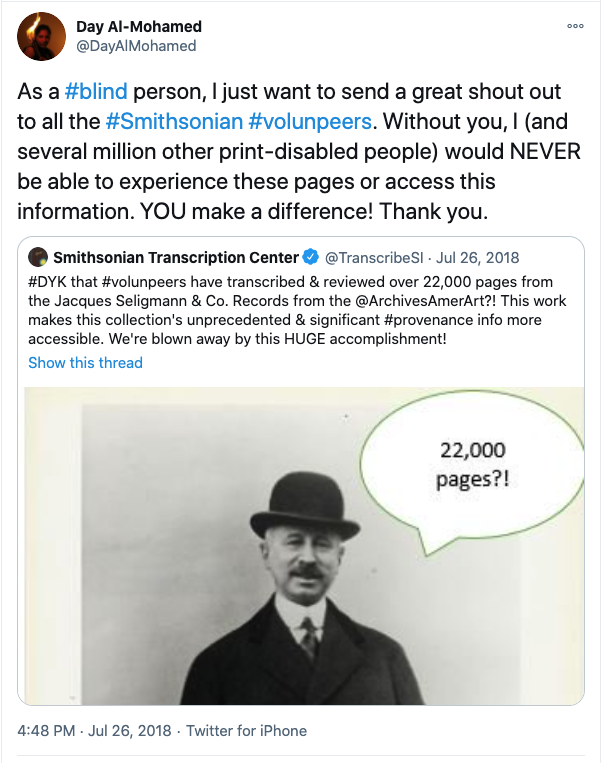 Day Al-Mohamed
@DayAlMohamed
As a #blind person, I just want to send a great shout out
to all the #Smithsonian #volunpeers. Without you, I (and
several million other print-disabled people) would NEVER
be able to experience these pages or access this
information. YOU make a difference! Thank you.
Smithsonian Transcription Center @TranscribeSI · Jul 26, 2018
#DYK that #volunpeers have transcribed & reviewed over 22,000 pages from
the Jacques Seligmann & Co. Records from the @ArchivesAmerArt?! This work
makes this collection's unprecedented & significant #provenance info more
accessible. We're blown away by this HUGE accomplishment!
Show this thread
22,000
pages?!
4:48 PM · Jul 26, 2018 · Twitter for iPhone